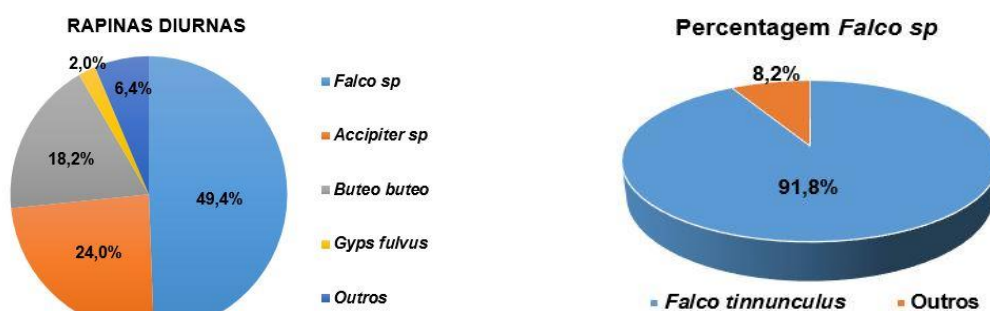 RAPINAS DIURNAS
2,0%
6,4%
18,2%
49,4%
24,0%
Falco sp
Accipiter sp
Buteo buteo
Gyps fulvus
Outros
Percentagem Falco sp
8,2%
91,8%
Falco tinnunculus
Outros